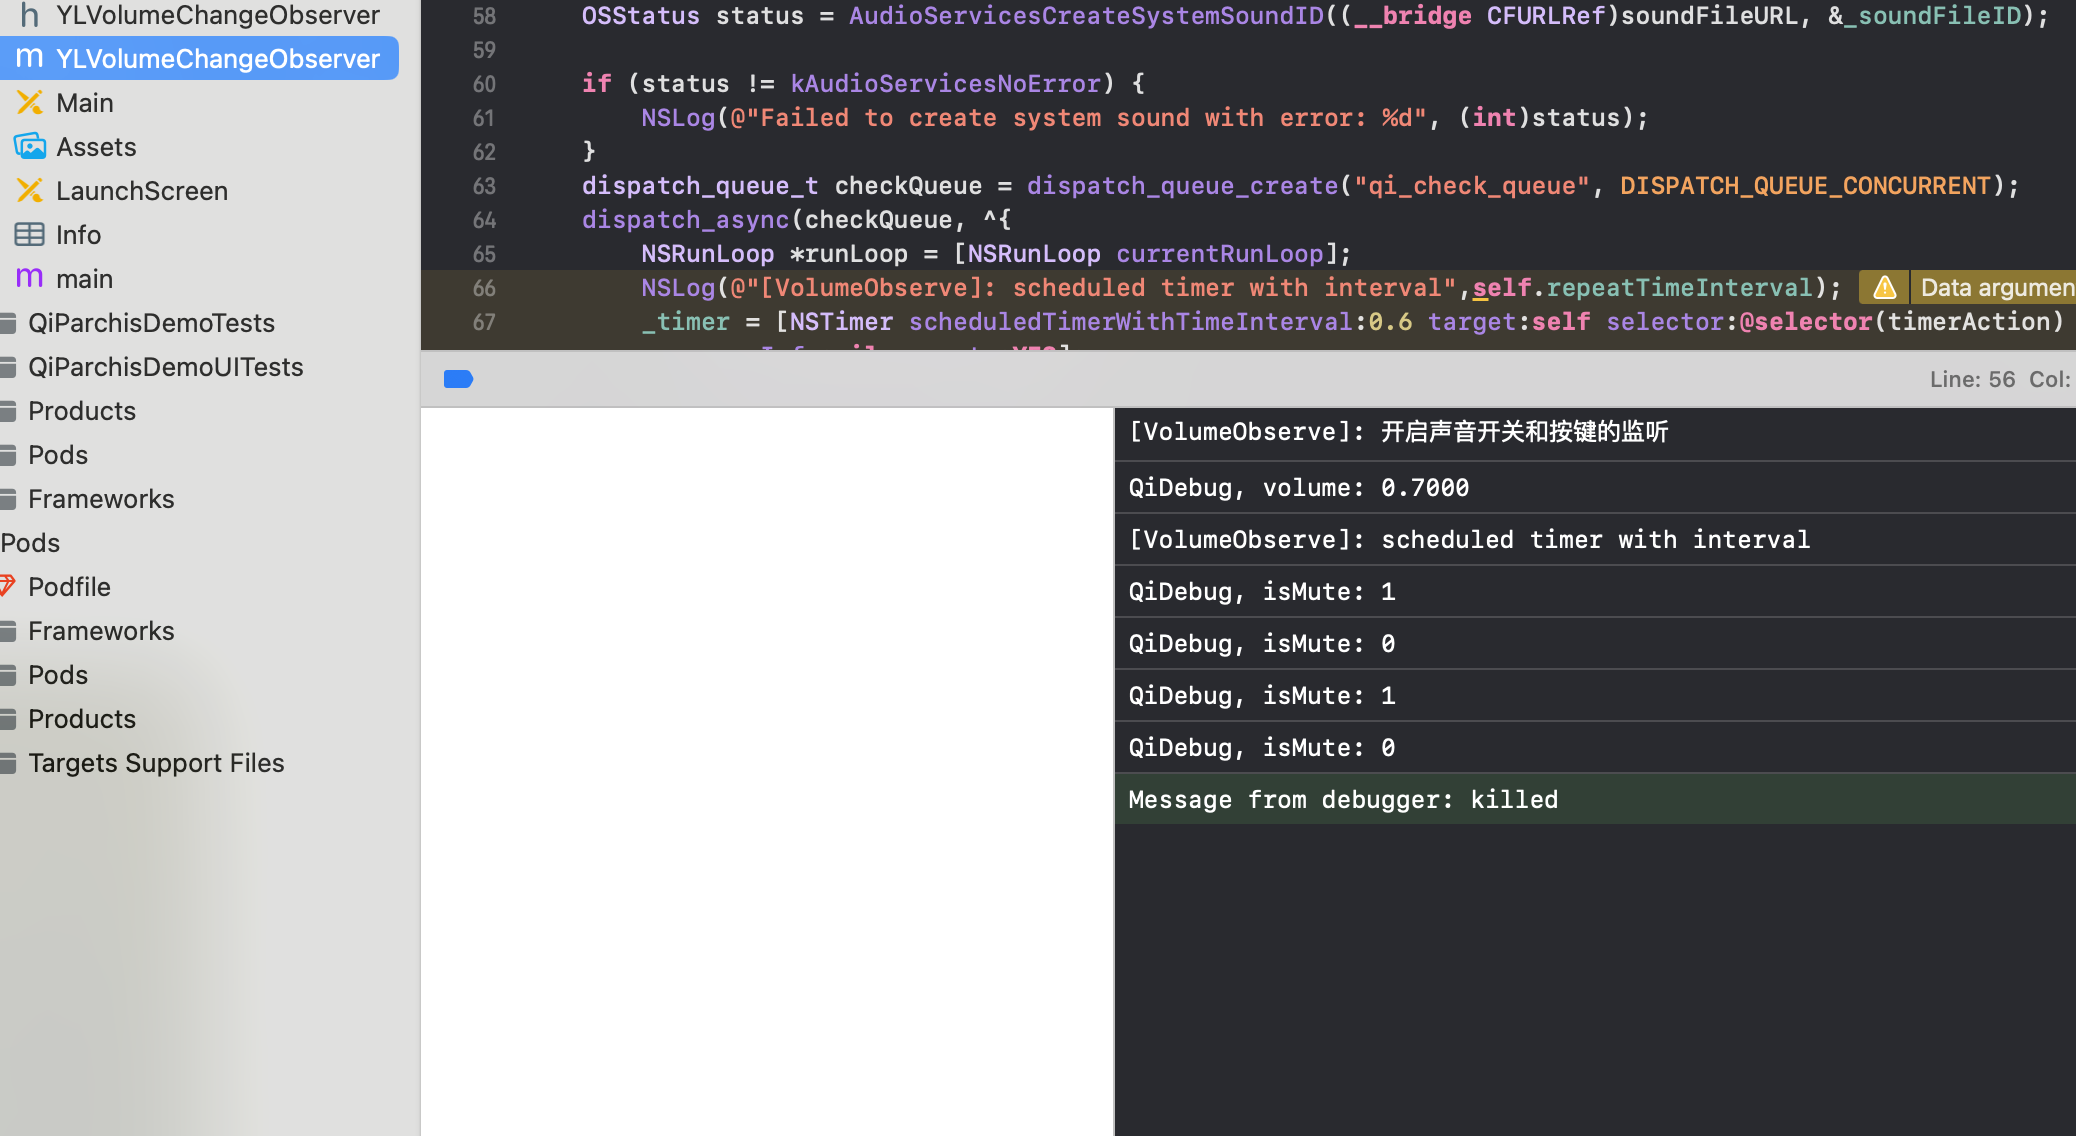 h YLVolumeChangeObserver
m YLVolumeChangeObserver
Main
Assets
LaunchScreen
Info
m main
QiParchisDemoTests
QiParchisDemoUITests
Products
Pods
Frameworks
Pods
Podfile
Frameworks
Pods
Products
Targets Support Files
58 OSStatus status = AudioServicesCreateSystemSoundID((__bridge CFURLRef)soundFileURL, &_soundFileID);
59
60 if (status != kAudioServicesNoError) {
61 NSLog(@"Failed to create system sound with error: %d", (int)status);
62 }
63 dispatch_queue_t checkQueue = dispatch_queue_create("qi_check_queue", DISPATCH_QUEUE_CONCURRENT);
64 dispatch_async(checkQueue, ^{
65 NSRunLoop *runLoop = [NSRunLoop currentRunLoop];
66 NSLog(@"[VolumeObserve]: scheduled timer with interval",self.repeatTimeInterval); Data argumen
67 _timer = [NSTimer scheduledTimerWithTimeInterval:0.6 target:self selector:@selector(timerAction)
Line: 56 Col:
[VolumeObserve]: 开启声音开关和按键的监听
QiDebug, volume: 0.7000
[VolumeObserve]: scheduled timer with interval
QiDebug, isMute: 1
QiDebug, isMute: 0
QiDebug, isMute: 1
QiDebug, isMute: 0
Message from debugger: killed